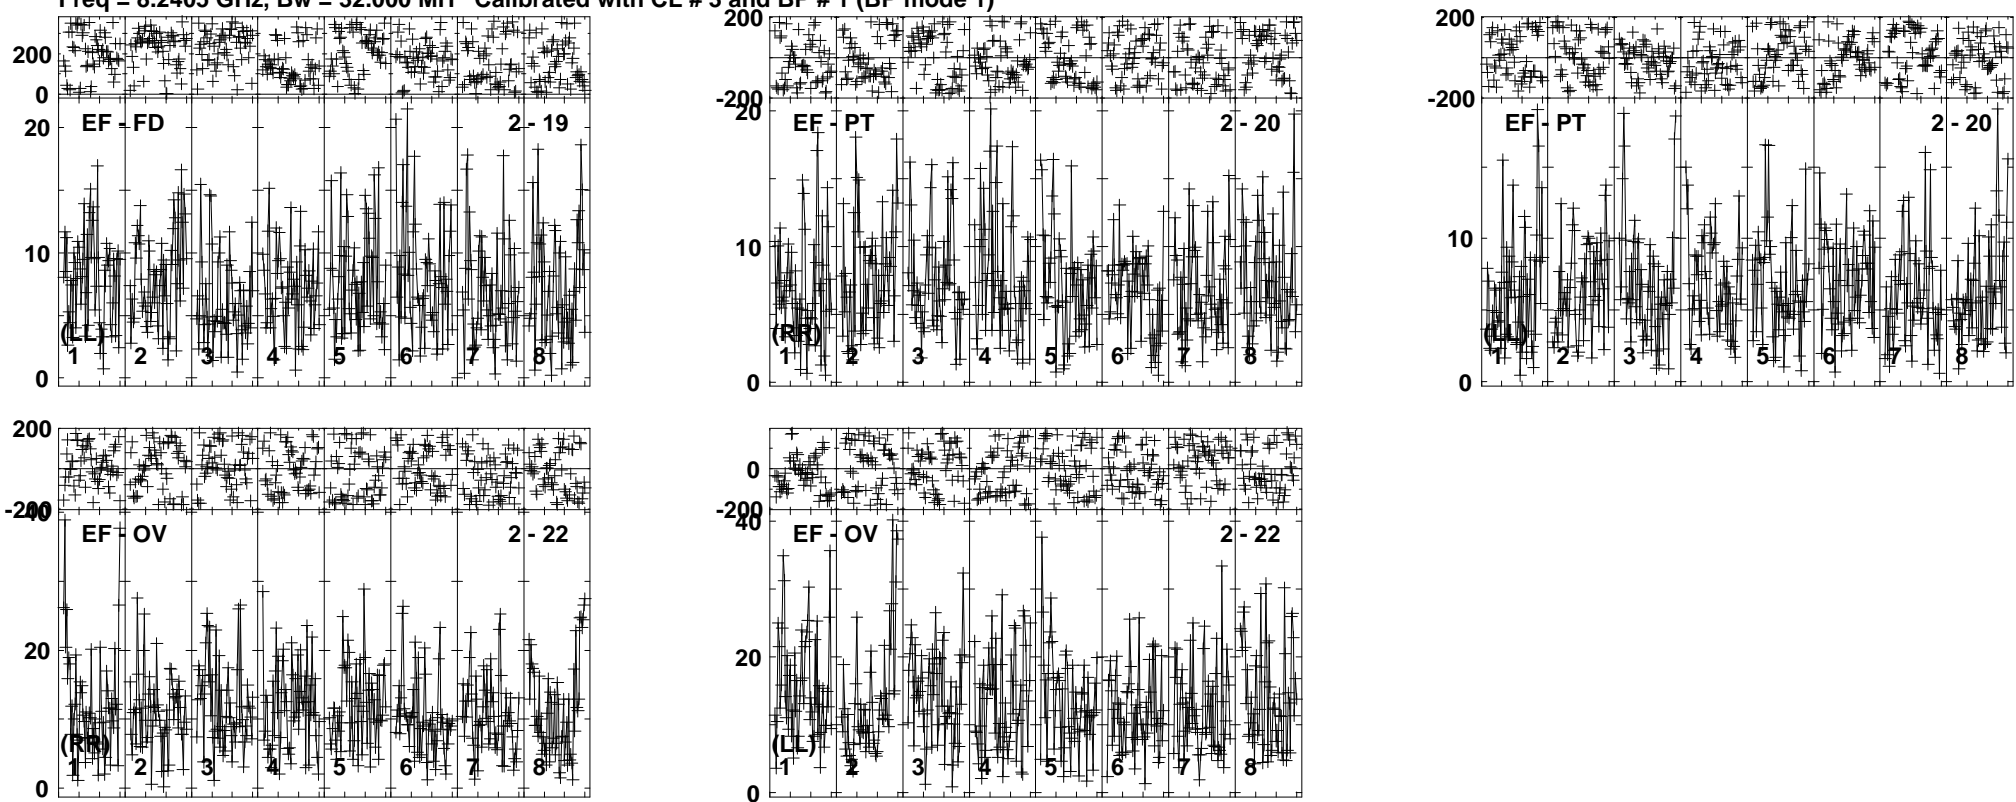 Freq = 8.2405 GHz, Bw = 32.000 MH Calibrated with CL # 3 and BP # 1 (BP mode 1)
200
0
20
10
0
EF - FD
2 - 19
(LL)
1 2 3 4 5 6 7 8
200
-200
20
10
0
EF - PT
2 - 20
(RR)
1 2 3 4 5 6 7 8
200
-200
10
0
EF - PT
2 - 20
(LL)
1 2 3 4 5 6 7 8
200
-200
40
20
0
EF - OV
2 - 22
(RR)
1 2 3 4 5 6 7 8
0
-200
40
20
0
EF - OV
2 - 22
(LL)
1 2 3 4 5 6 7 8